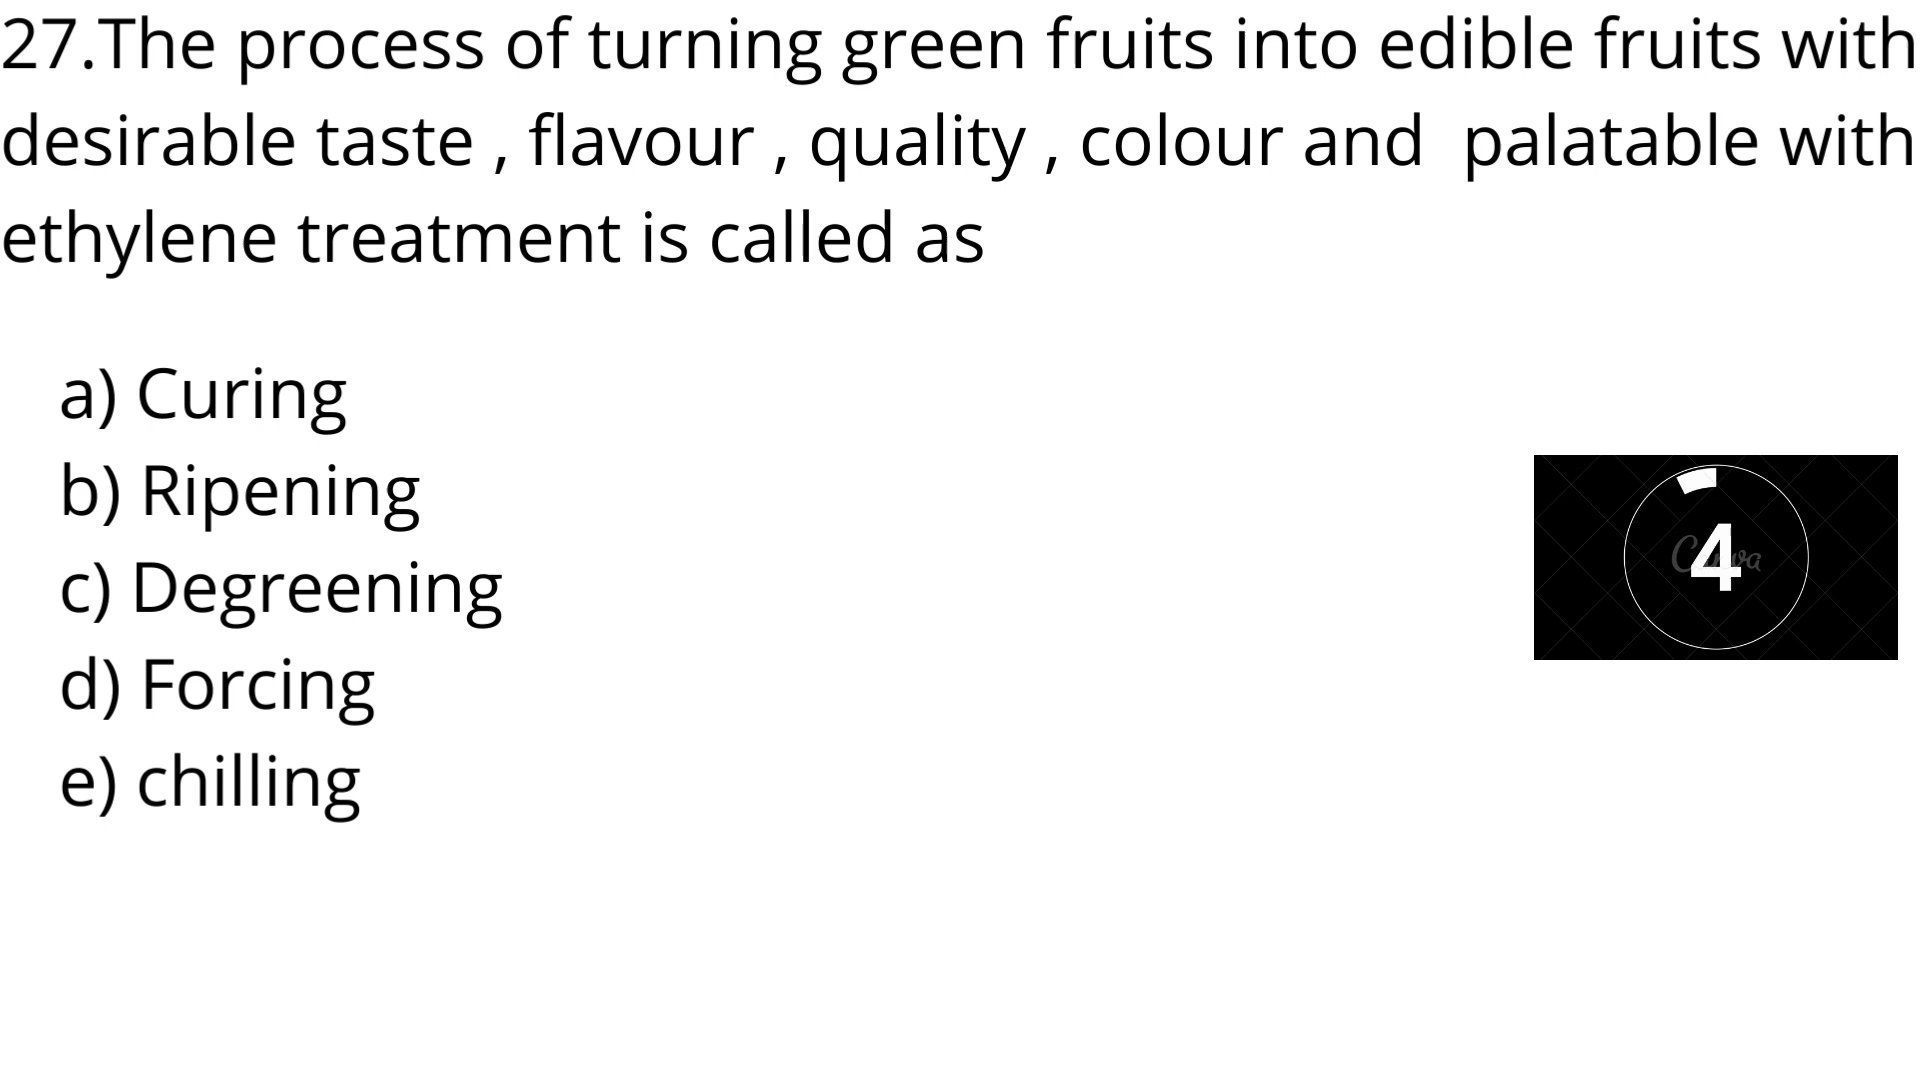 27.The process of turning green fruits into edible fruits with
desirable taste , flavour , quality , colour and  palatable with
ethylene treatment is called as
a) Curing
b) Ripening
c) Degreening
d) Forcing
e) chilling
4
Canva